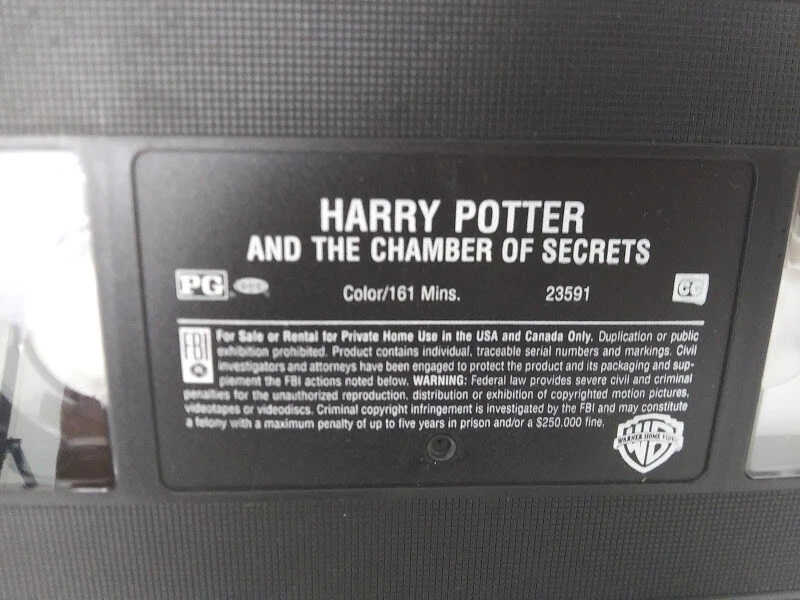 HARRY POTTER
AND THE CHAMBER OF SECRETS
PG Color/161 Mins. 23591 CC
FBI For Sale or Rental for Private Home Use in the USA and Canada Only. Duplication or public
exhibition prohibited. Product contains individual, traceable serial numbers and markings. Civil
investigators and attorneys have been engaged to protect the product and its packaging and sup-
plement the FBI actions noted below. WARNING: Federal law provides severe civil and criminal
penalties for the unauthorized reproduction, distribution or exhibition of copyrighted motion pictures,
videotapes or videodiscs. Criminal copyright infringement is investigated by the FBI and may constitute
a felony with a maximum penalty of up to five years in prison and/or a $250,000 fine.
WARNER HOME VIDEO
WB